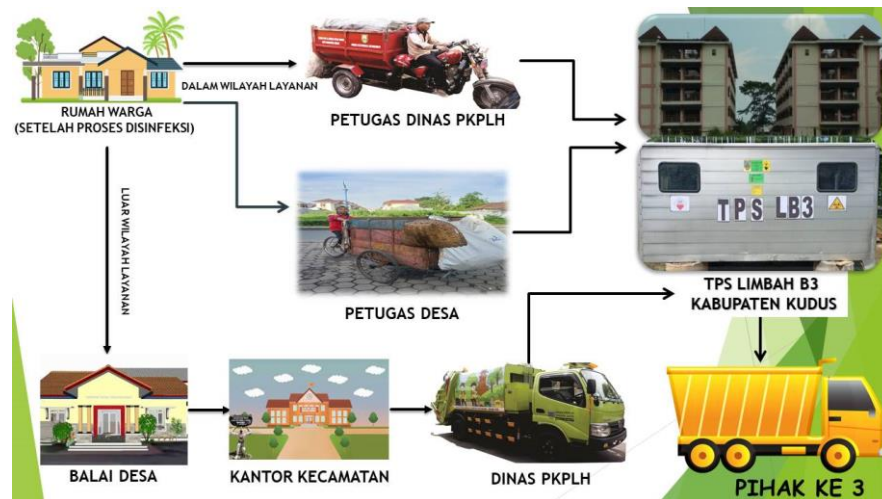 RUMAH WARGA
(SETELAH PROSES DISINFEKSI)
DALAM WILAYAH LAYANAN
PETUGAS DINAS PKPLH
LUAR WILAYAH LAYANAN
PETUGAS DESA
TPS LB3
TPS LIMBAH B3
KABUPATEN KUDUS
BALAI DESA
KANTOR KECAMATAN
DINAS PKPLH
PIHAK KE 3